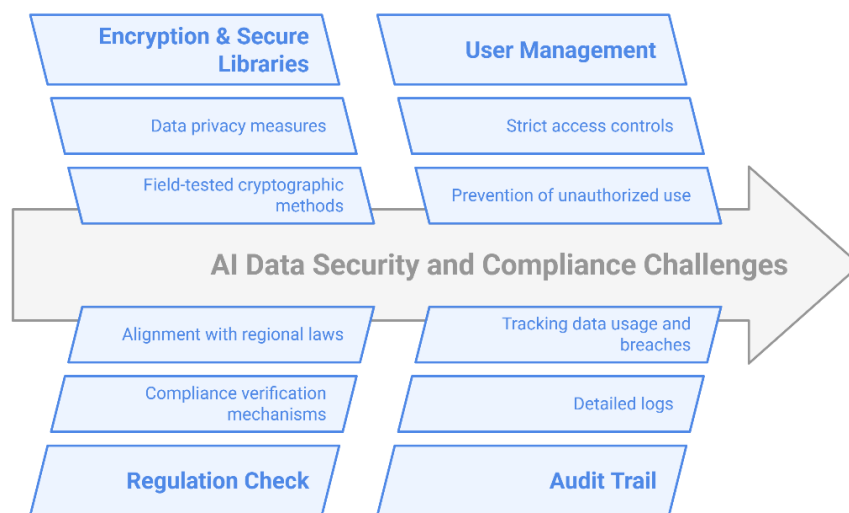 Encryption & Secure
Libraries
Data privacy measures
Field-tested cryptographic
methods
User Management
Strict access controls
Prevention of unauthorized use
AI Data Security and Compliance Challenges
Alignment with regional laws
Compliance verification
mechanisms
Regulation Check
Tracking data usage and
breaches
Detailed logs
Audit Trail